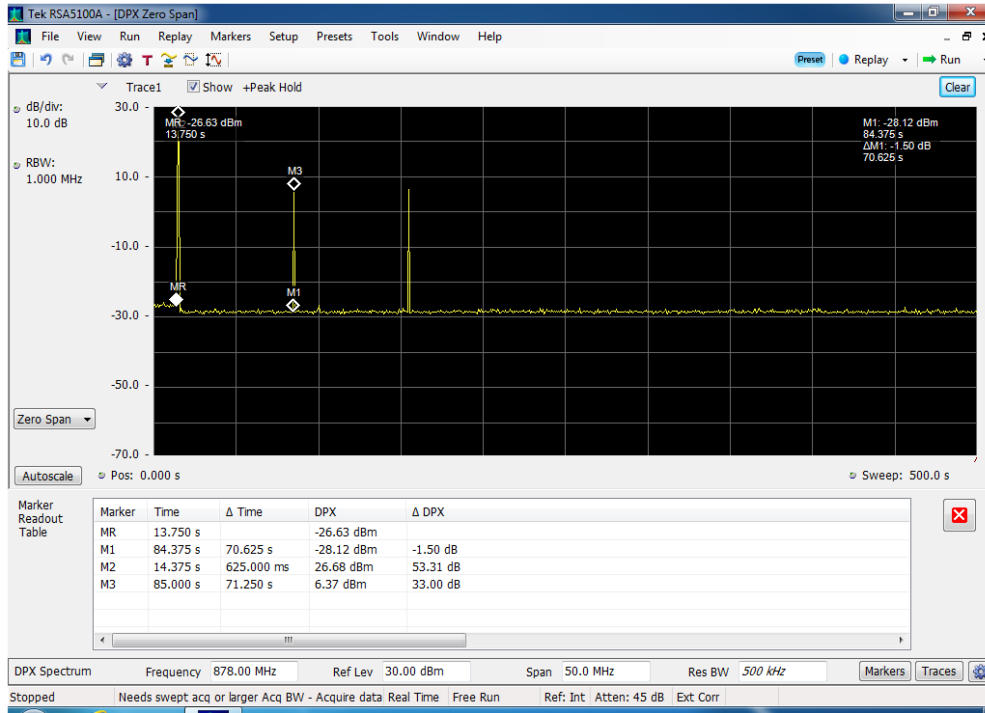 Tek RSA5100A - [DPX Zero Span]
File View Run Replay Markers Setup Presets Tools Window Help
T Preset Replay Run
Trace1 Show +Peak Hold Clear
dB/div:
10.0 dB
RBW:
1.000 MHz
30.0 -
10.0 -
-10.0 -
-30.0 -
-50.0 -
-70.0 -
MR: -26.63 dBm
13.750 s
M1: -28.12 dBm
84.375 s
ΔM1: -1.50 dB
70.625 s
M3
MR
M1
Zero Span
Autoscale Pos: 0.000 s Sweep: 500.0 s
Marker
Readout
Table
Marker Time Δ Time DPX Δ DPX
MR 13.750 s -26.63 dBm
M1 84.375 s 70.625 s -28.12 dBm -1.50 dB
M2 14.375 s 625.000 ms 26.68 dBm 53.31 dB
M3 85.000 s 71.250 s 6.37 dBm 33.00 dB
DPX Spectrum Frequency 878.00 MHz Ref Lev 30.00 dBm Span 50.0 MHz Res BW 500 kHz Markers Traces
Stopped Needs swept acq or larger Acq BW - Acquire data Real Time Free Run Ref: Int Atten: 45 dB Ext Corr